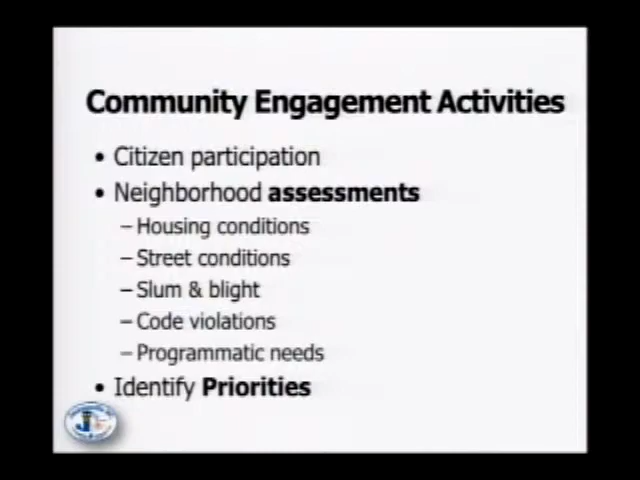 Community Engagement Activities
• Citizen participation
• Neighborhood assessments
– Housing conditions
– Street conditions
– Slum & blight
– Code violations
– Programmatic needs
• Identify Priorities